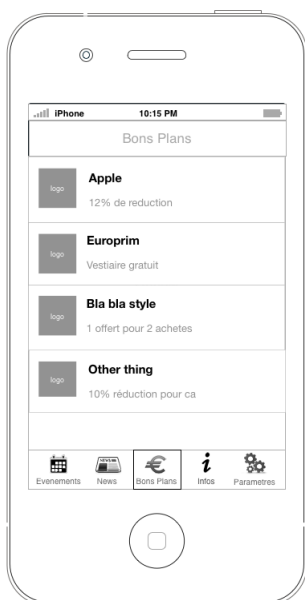 iPhone 10:15 PM
Bons Plans
logo
Apple
12% de reduction
logo
Europrim
Vestiaire gratuit
logo
Bla bla style
1 offert pour 2 achetes
logo
Other thing
10% réduction pour ca
Evenements News Bons Plans Infos Parametres